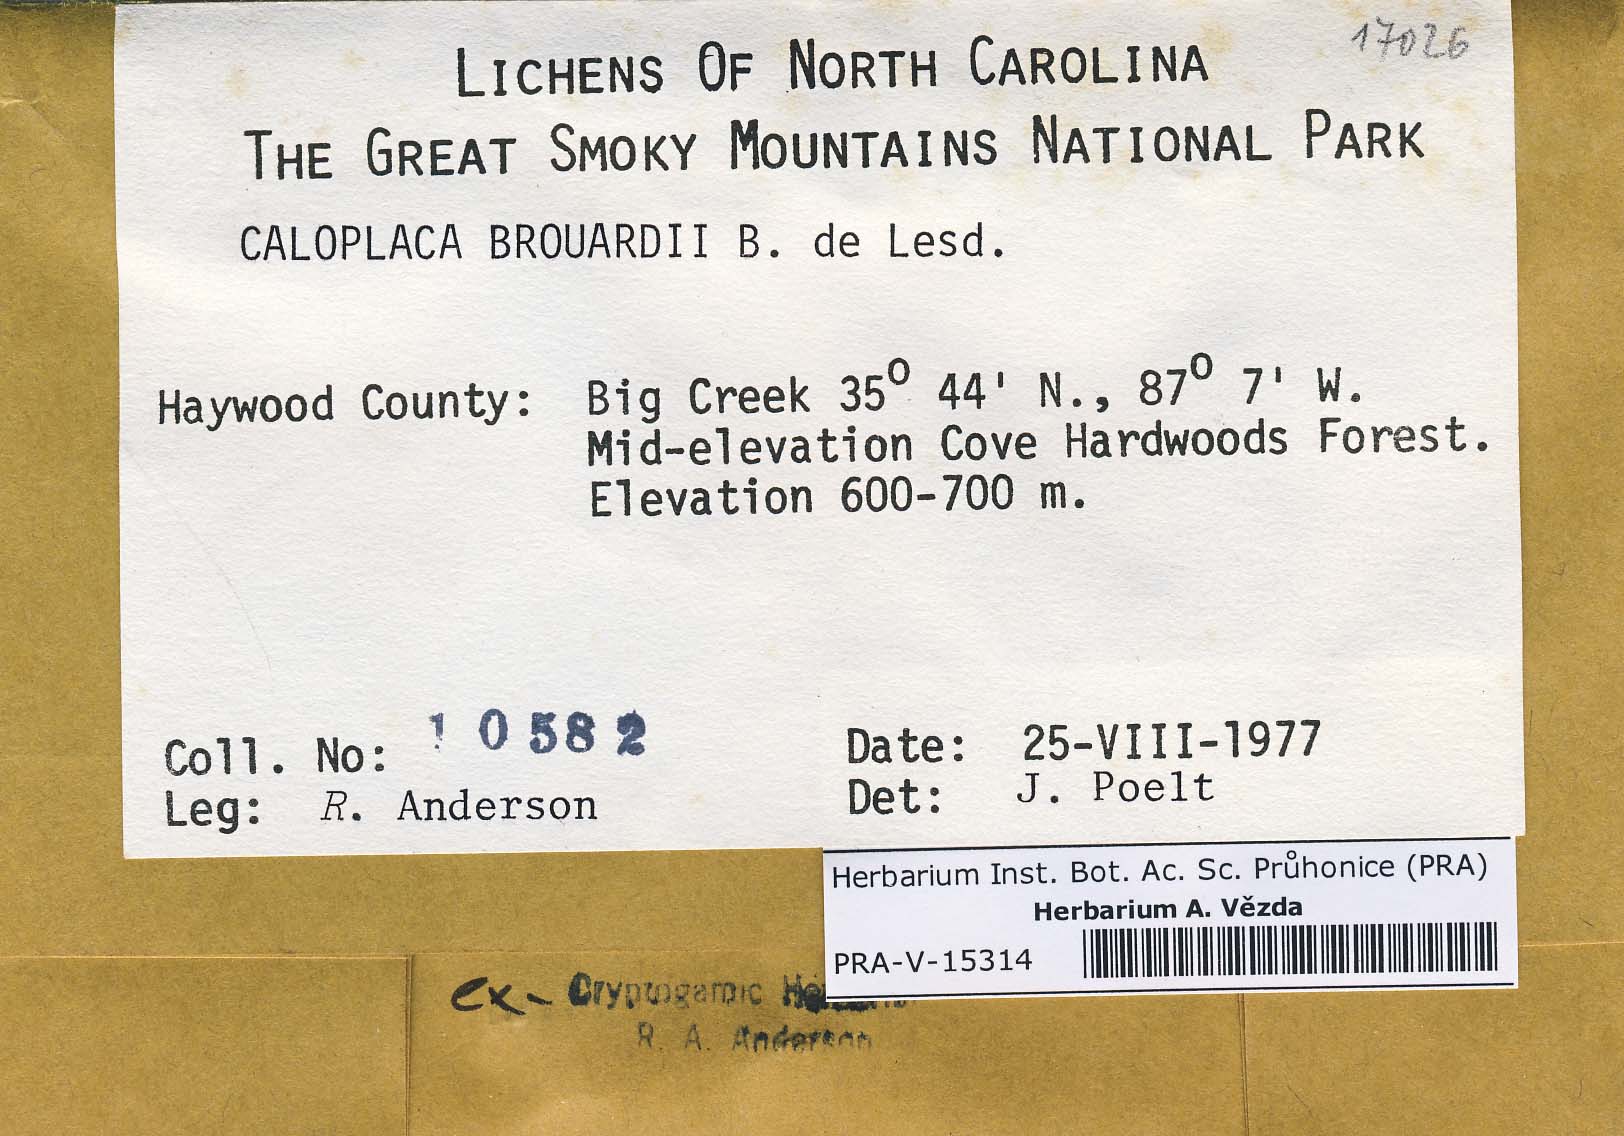 17026
LICHENS OF NORTH CAROLINA
THE GREAT SMOKY MOUNTAINS NATIONAL PARK
CALOPLACA BROUARDII B. de Lesd.
Haywood County: Big Creek 35° 44' N., 87° 7' W.
Mid-elevation Cove Hardwoods Forest.
Elevation 600-700 m.
Coll. No: 10582
Leg: R. Anderson
Date: 25-VIII-1977
Det: J. Poelt
Herbarium Inst. Bot. Ac. Sc. Průhonice (PRA)
Herbarium A. Vězda
PRA-V-15314
ex- Cryptogamic
R. A. Anderson